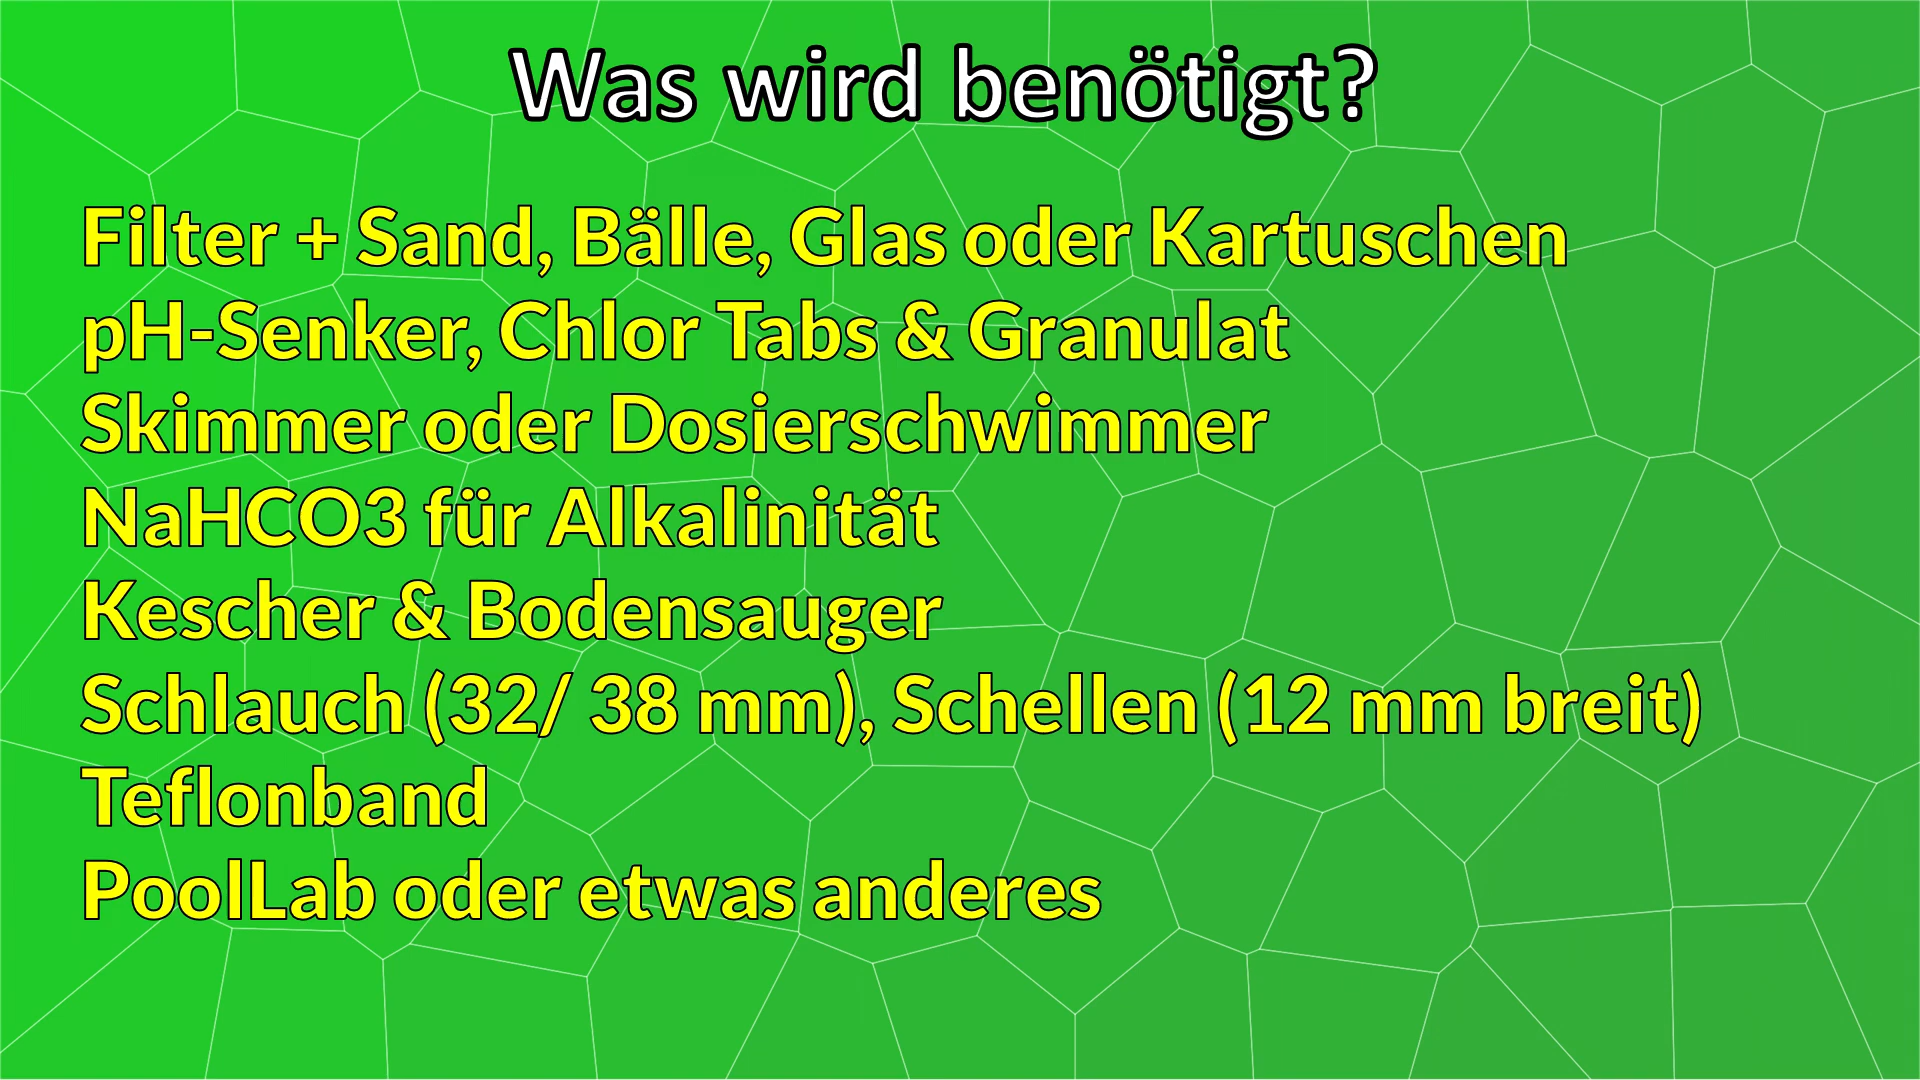 Was wird benötigt?
Filter + Sand, Bälle, Glas oder Kartuschen
pH-Senker, Chlor Tabs & Granulat
Skimmer oder Dosierschwimmer
NaHCO3 für Alkalinität
Kescher & Bodensauger
Schlauch (32/ 38 mm), Schellen (12 mm breit)
Teflonband
PoolLab oder etwas anderes